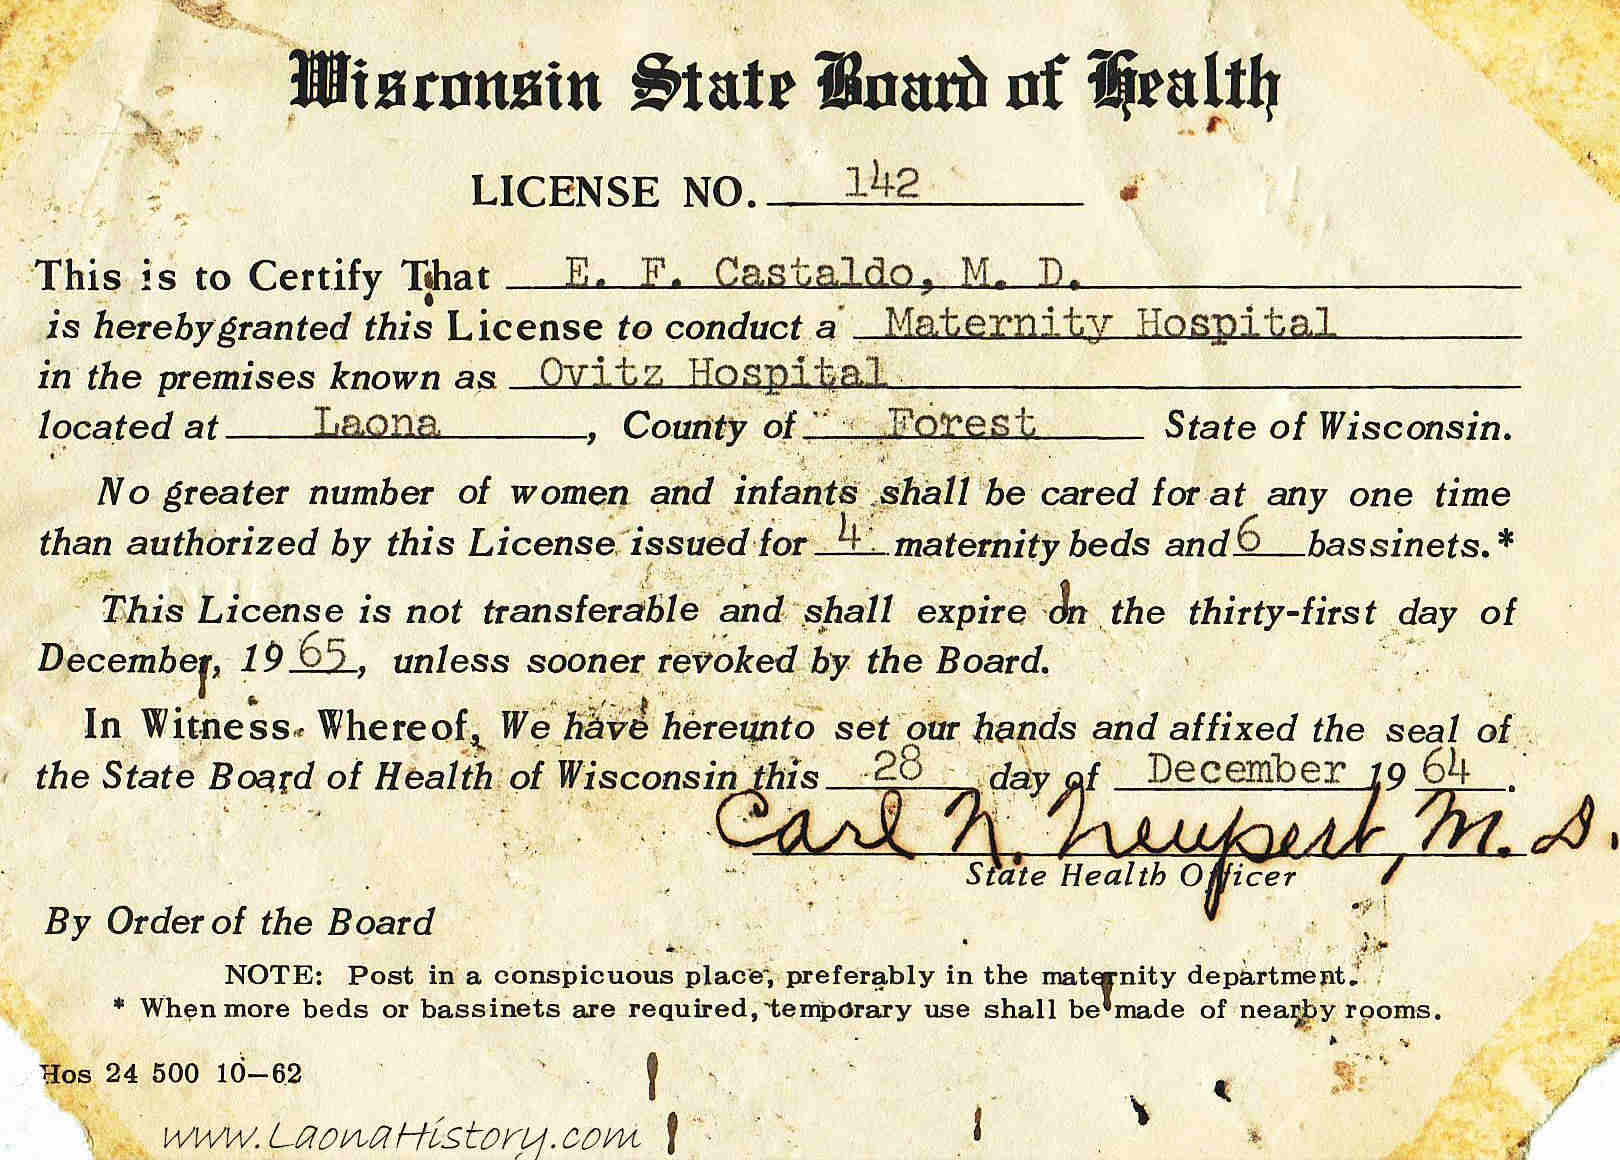 Wisconsin State Board of Health
LICENSE NO. 142
This is to Certify That E. F. Castaldo, M. D.
is hereby granted this License to conduct a Maternity Hospital
in the premises known as Ovitz Hospital
located at Laona, County of Forest State of Wisconsin.
No greater number of women and infants shall be cared for at any one time
than authorized by this License issued for 4 maternity beds and 6 bassinets.*
This License is not transferable and shall expire on the thirty-first day of
December, 1965, unless sooner revoked by the Board.
In Witness Whereof, We have hereunto set our hands and affixed the seal of
the State Board of Health of Wisconsin this 28 day of December 1964.
Carl N. Neupert, M. D.
State Health Officer
By Order of the Board
NOTE: Post in a conspicuous place, preferably in the maternity department.
* When more beds or bassinets are required, temporary use shall be made of nearby rooms.
Hos 24 500 10-62
www.LaonaHistory.com